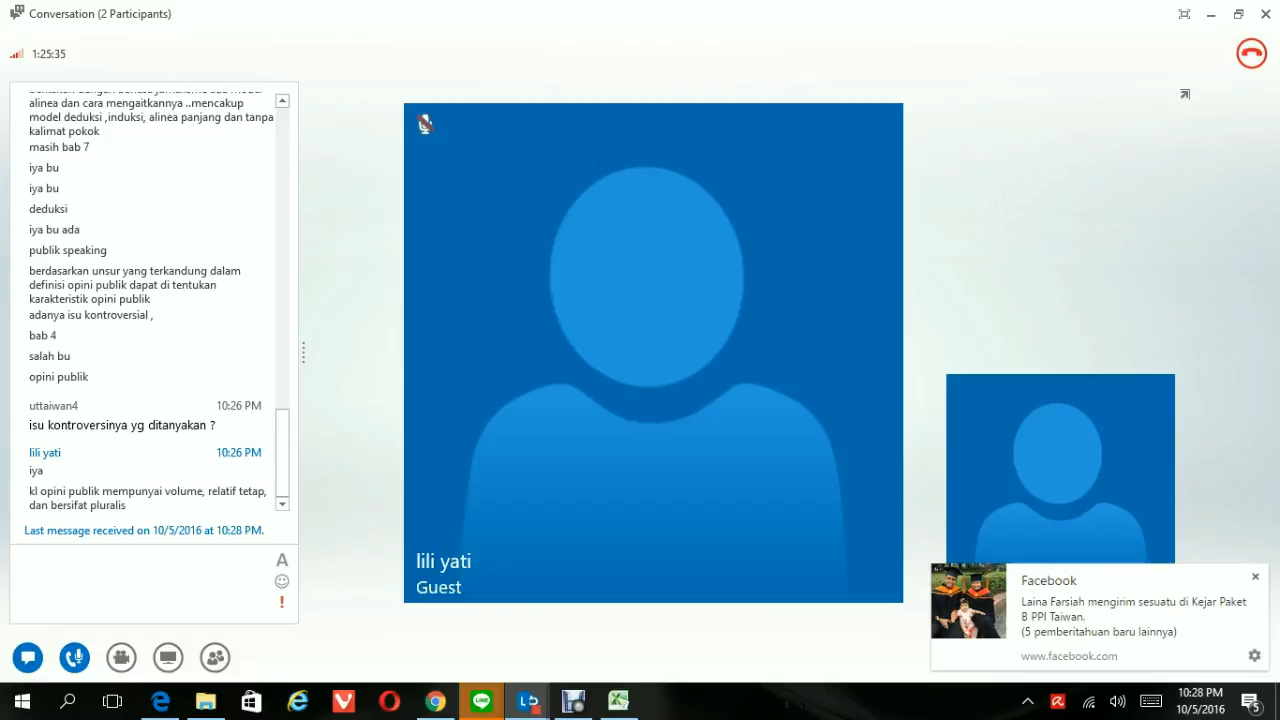 Conversation (2 Participants)
1:25:35
alinea dan cara mengaitkannya ..mencakup
model deduksi ,induksi, alinea panjang dan tanpa
kalimat pokok
masih bab 7
iya bu
iya bu
deduksi
iya bu ada
publik speaking
berdasarkan unsur yang terkandung dalam
definisi opini publik dapat di tentukan
karakteristik opini publik
adanya isu kontroversial ,
bab 4
salah bu
opini publik
uttaiwan4 10:26 PM
isu kontroversinya yg ditanyakan ?
lili yati 10:26 PM
iya
kl opini publik mempunyai volume, relatif tetap,
dan bersifat pluralis
Last message received on 10/5/2016 at 10:28 PM.
A
!
lili yati
Guest
Facebook
Laina Farsiah mengirim sesuatu di Kejar Paket
B PPI Taiwan.
(5 pemberitahuan baru lainnya)
www.facebook.com
LINE
10:28 PM
10/5/2016
5